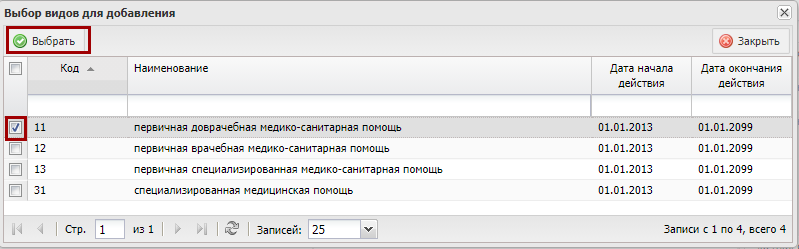 Выбор видов для добавления
Выбрать Закрыть
Код Наименование Дата начала действия Дата окончания действия
11 первичная доврачебная медико-санитарная помощь 01.01.2013 01.01.2099
12 первичная врачебная медико-санитарная помощь 01.01.2013 01.01.2099
13 первичная специализированная медико-санитарная помощь 01.01.2013 01.01.2099
31 специализированная медицинская помощь 01.01.2013 01.01.2099
Стр. 1 из 1 Записей: 25 Записи с 1 по 4, всего 4